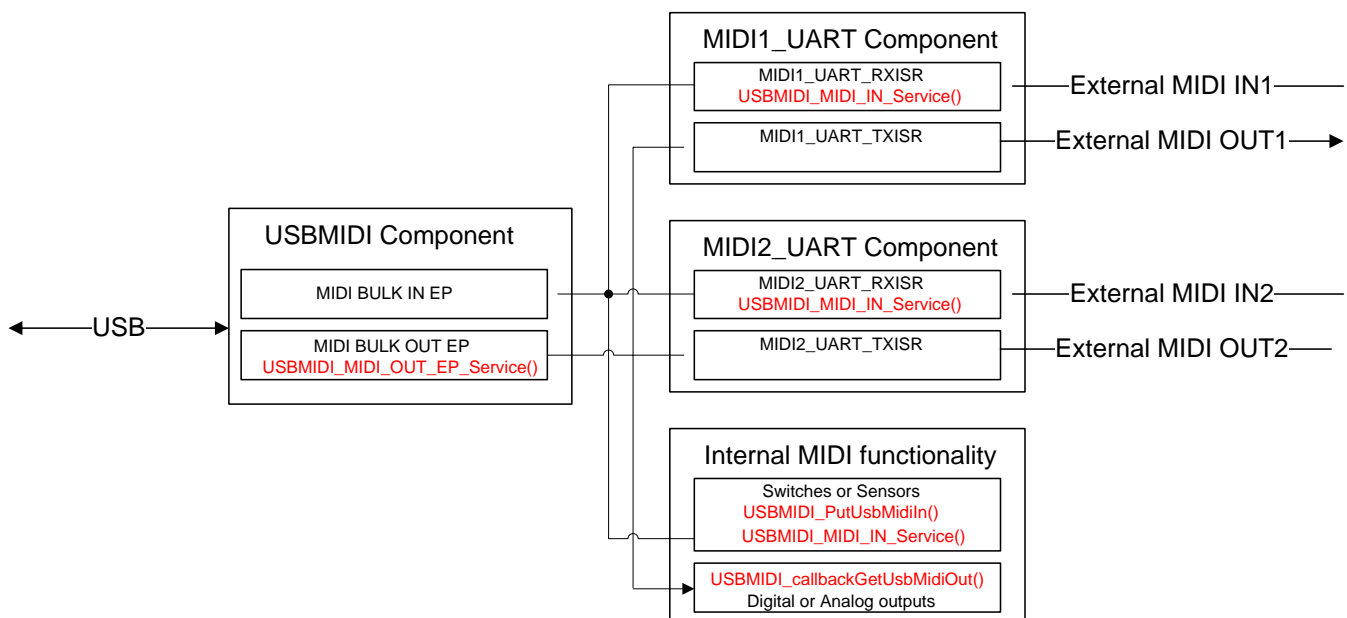 MIDI1_UART Component
MIDI1_UART_RXISR
USBMIDI_MIDI_IN_Service()
External MIDI IN1
MIDI1_UART_TXISR
External MIDI OUT1
USBMIDI Component
MIDI BULK IN EP
MIDI BULK OUT EP
USBMIDI_MIDI_OUT_EP_Service()
USB
MIDI2_UART Component
MIDI2_UART_RXISR
USBMIDI_MIDI_IN_Service()
External MIDI IN2
MIDI2_UART_TXISR
External MIDI OUT2
Internal MIDI functionality
Switches or Sensors
USBMIDI_PutUsbMidiIn()
USBMIDI_MIDI_IN_Service()
USBMIDI_callbackGetUsbMidiOut()
Digital or Analog outputs